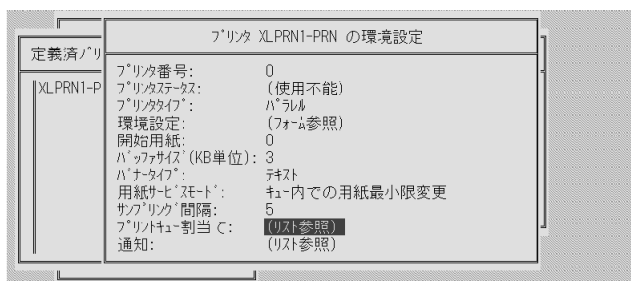 ﾌﾟﾘﾝﾀ XLPRN1-PRN の環境設定
定義済ﾌﾟﾘ
XLPRN1-P
ﾌﾟﾘﾝﾀ番号: 0
ﾌﾟﾘﾝﾀｽﾃｰﾀｽ: (使用不能)
ﾌﾟﾘﾝﾀﾀｲﾌﾟ: ﾊﾟﾗﾚﾙ
環境設定: (ﾌｫｰﾑ参照)
開始用紙: 0
ﾊﾞｯﾌｧｻｲｽﾞ(KB単位): 3
ﾊﾞﾅｰﾀｲﾌﾟ: ﾃｷｽﾄ
用紙ｻｰﾋﾞｽﾓｰﾄﾞ: ｷｭｰ内での用紙最小限変更
ｻﾝﾌﾟﾘﾝｸﾞ間隔: 5
ﾌﾟﾘﾝﾄｷｭｰ割当て: (ﾘｽﾄ参照)
通知: (ﾘｽﾄ参照)